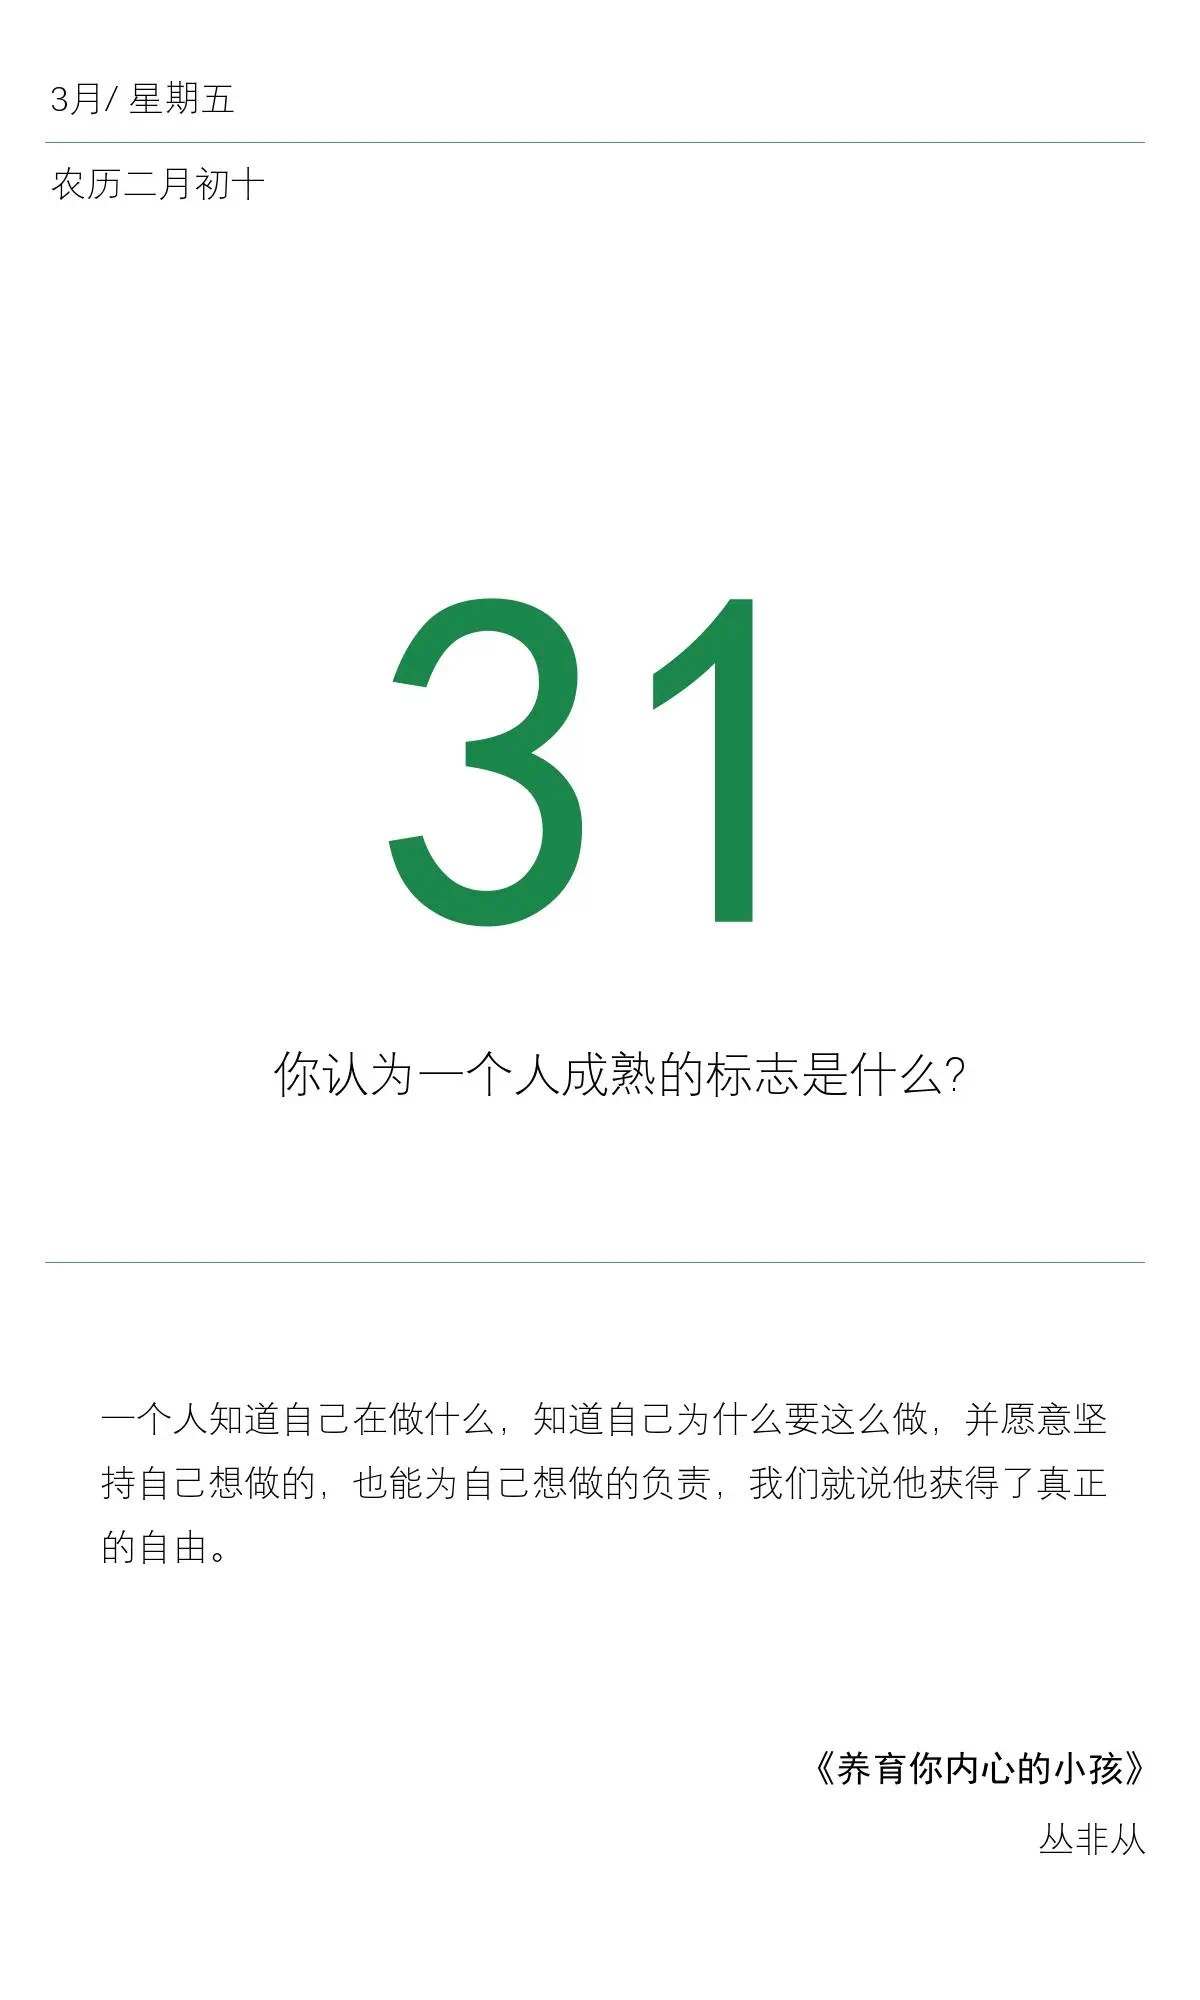 3月/ 星期五
农历二月初十
31
你认为一个人成熟的标志是什么?
一个人知道自己在做什么，知道自己为什么要这么做，并愿意坚
持自己想做的，也能为自己想做的负责，我们就说他获得了真正
的自由。
《养育你内心的小孩》
丛非从